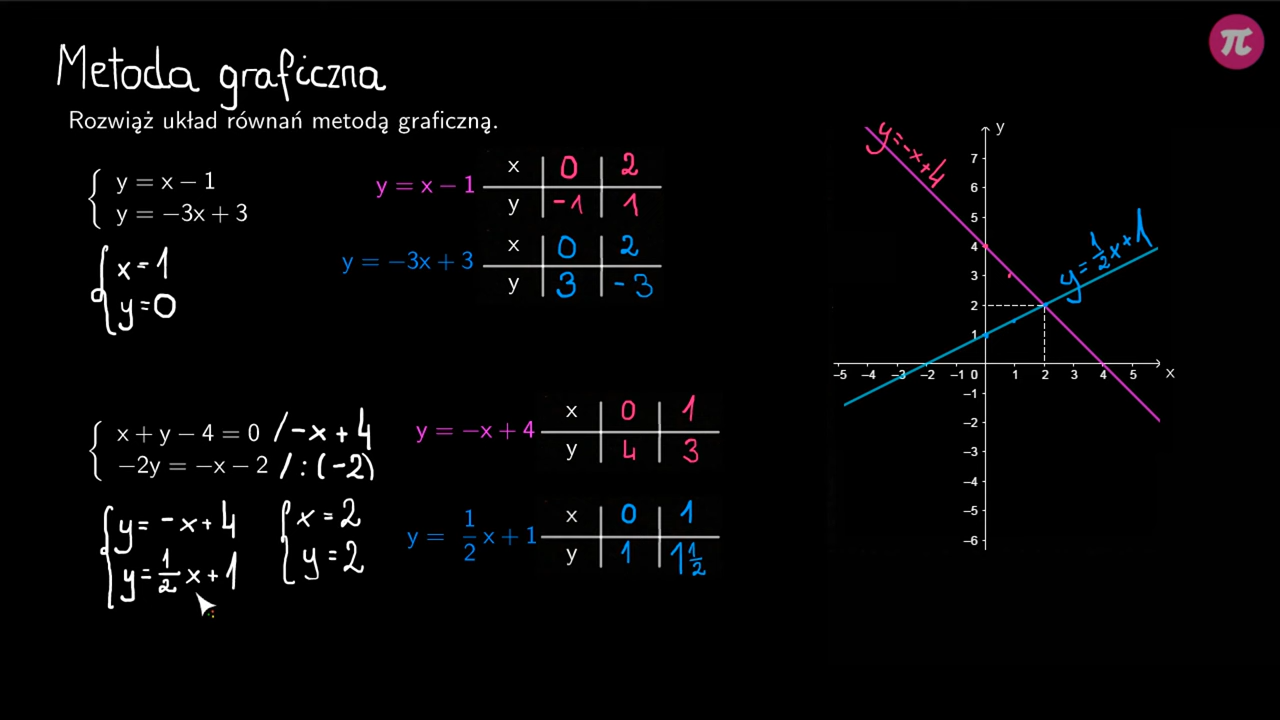 π
Metoda graficzna
Rozwiąż układ równań metodą graficzną.
y = x − 1
y = −3x + 3
x = 1
y = 0
y = x − 1
x 0 2
y -1 1
y = −3x + 3
x 0 2
y 3 -3
x + y − 4 = 0 /-x+4
−2y = −x − 2 /:(-2)
y = -x+4
y = 1/2 x+1
x = 2
y = 2
y = −x + 4
x 0 1
y 4 3
y = 1/2 x + 1
x 0 1
y 1 1 1/2
y
y=-x+4
y=1/2 x+1
7
6
5
4
3
2
1
−5 −4 −3 −2 −1 0 1 2 3 4 5 x
−1
−2
−3
−4
−5
−6